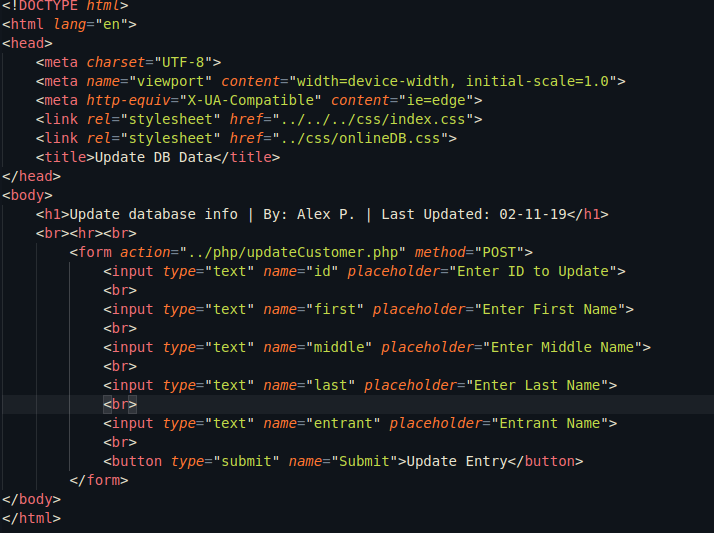 <!DOCTYPE html>
<html lang="en">
<head>
    <meta charset="UTF-8">
    <meta name="viewport" content="width=device-width, initial-scale=1.0">
    <meta http-equiv="X-UA-Compatible" content="ie=edge">
    <link rel="stylesheet" href="../../../css/index.css">
    <link rel="stylesheet" href="../css/onlineDB.css">
    <title>Update DB Data</title>
</head>
<body>
    <h1>Update database info | By: Alex P. | Last Updated: 02-11-19</h1>
    <br><hr><br>
        <form action="../php/updateCustomer.php" method="POST">
            <input type="text" name="id" placeholder="Enter ID to Update">
            <br>
            <input type="text" name="first" placeholder="Enter First Name">
            <br>
            <input type="text" name="middle" placeholder="Enter Middle Name">
            <br>
            <input type="text" name="last" placeholder="Enter Last Name">
            <br>
            <input type="text" name="entrant" placeholder="Entrant Name">
            <br>
            <button type="submit" name="Submit">Update Entry</button>
        </form>
</body>
</html>